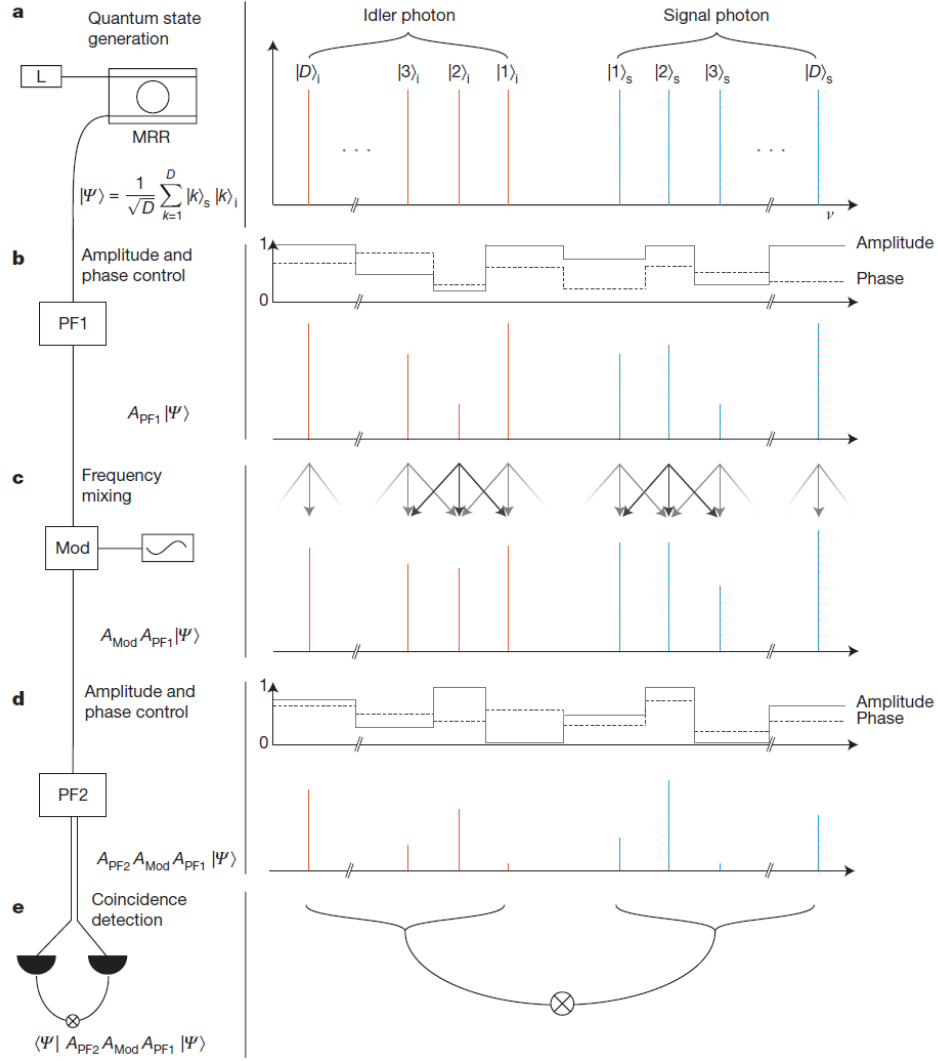 a
Quantum state
generation
L
MRR
|Ψ⟩ = 1/√D ∑_{k=1}^{D} |k⟩_s |k⟩_i
Idler photon
Signal photon
|D⟩_i |3⟩_i |2⟩_i |1⟩_i |1⟩_s |2⟩_s |3⟩_s |D⟩_s
. . . . . .
ν
b
Amplitude and
phase control
PF1
1
0
Amplitude
Phase
A_PF1 |Ψ⟩
c
Frequency
mixing
Mod
A_Mod A_PF1 |Ψ⟩
d
Amplitude and
phase control
PF2
1
0
Amplitude
Phase
A_PF2 A_Mod A_PF1 |Ψ⟩
e
Coincidence
detection
⟨Ψ| A_PF2 A_Mod A_PF1 |Ψ⟩